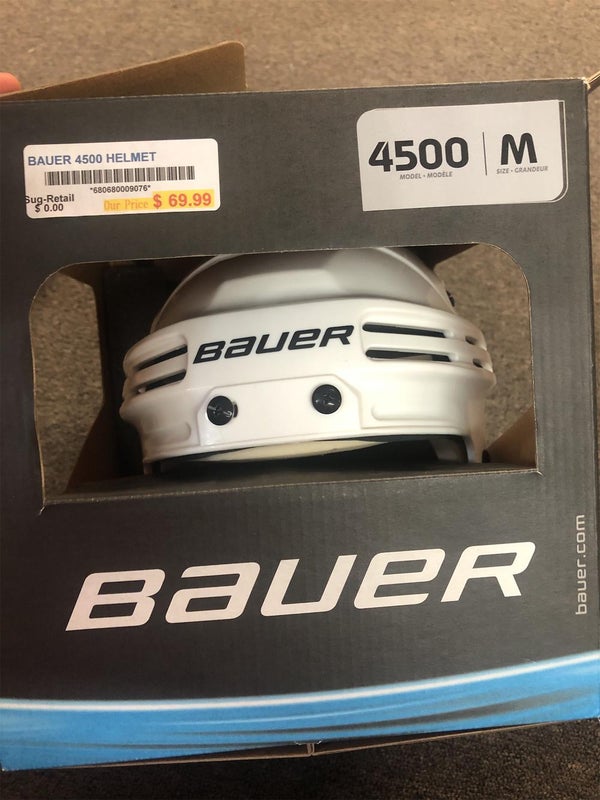 BAUER 4500 HELMET
*680680009076*
Sug-Retail
$ 0.00
Our Price $ 69.99
4500
MODEL • MODÈLE
M
SIZE • GRANDEUR
BAUER
BAUER
bauer.com